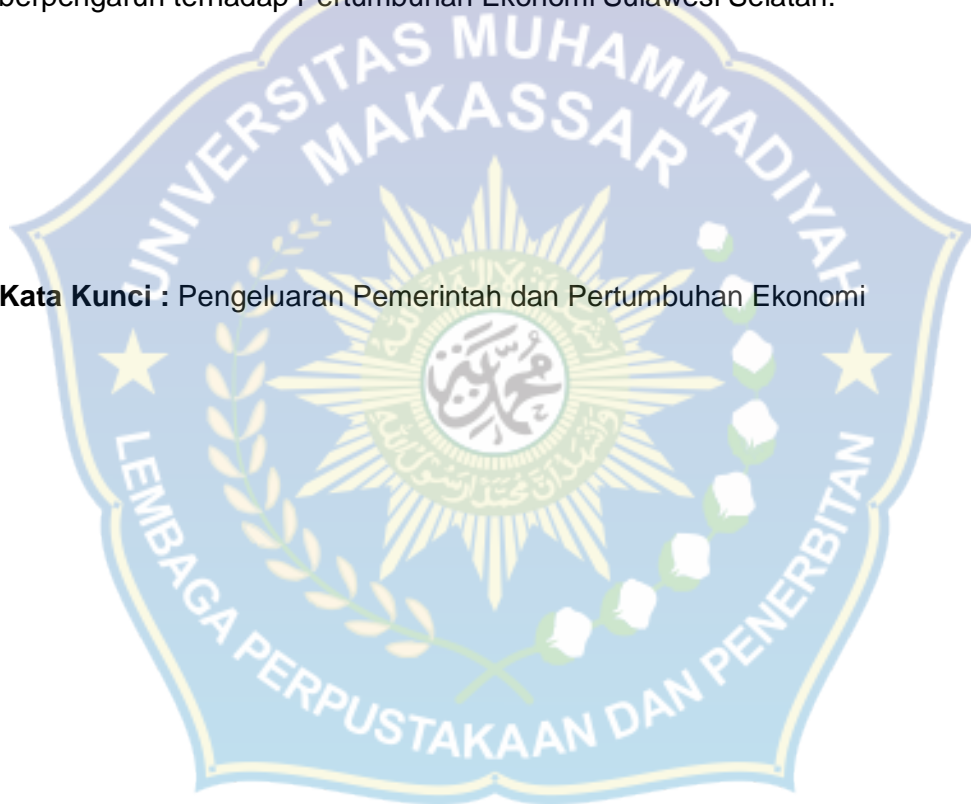 berpengaruh terhadap Pertumbuhan Ekonomi Sulawesi Selatan.
UNIVERSITAS MUHAMMADIYAH
MAKASSAR
Kata Kunci : Pengeluaran Pemerintah dan Pertumbuhan Ekonomi
محمدية
LEMBAGA PERPUSTAKAAN DAN PENERBITAN